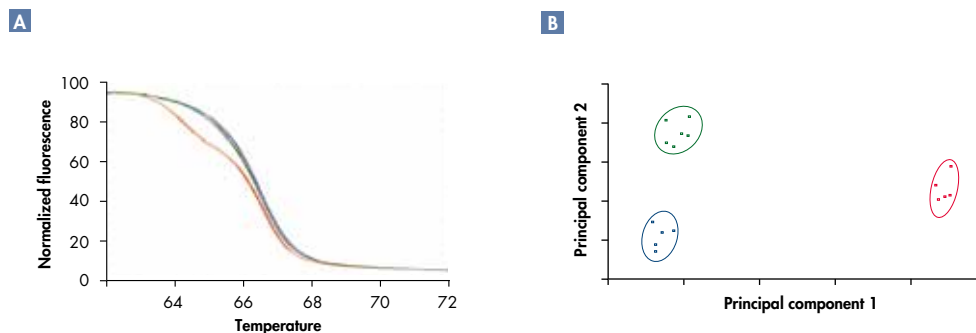 A
Normalized fluorescence
100
80
60
40
20
0
64 66 68 70 72
Temperature
B
Principal component 2
Principal component 1